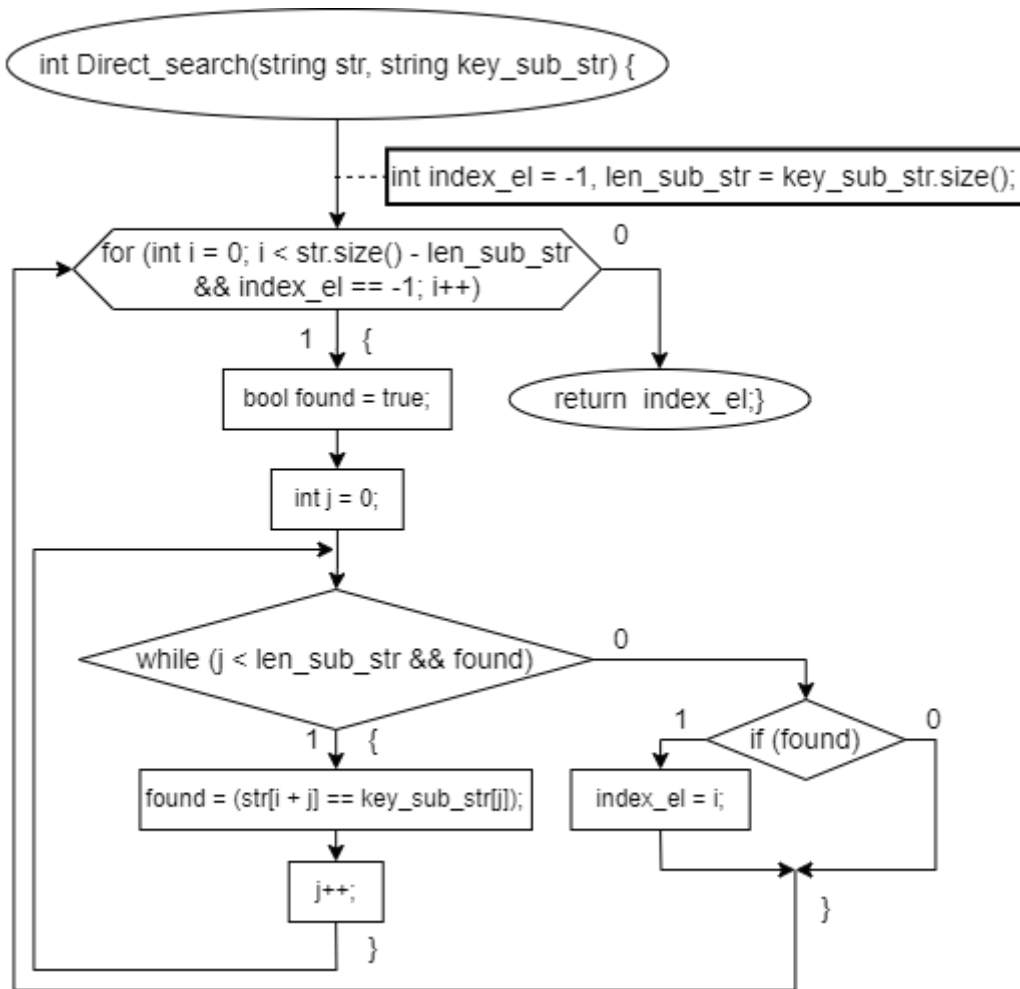 int Direct_search(string str, string key_sub_str) {
int index_el = -1, len_sub_str = key_sub_str.size();
for (int i = 0; i < str.size() - len_sub_str
&& index_el == -1; i++)
0
1 {
bool found = true;
return index_el;}
int j = 0;
while (j < len_sub_str && found)
0
1 {
if (found)
1
0
found = (str[i + j] == key_sub_str[j]);
index_el = i;
j++;
}
}